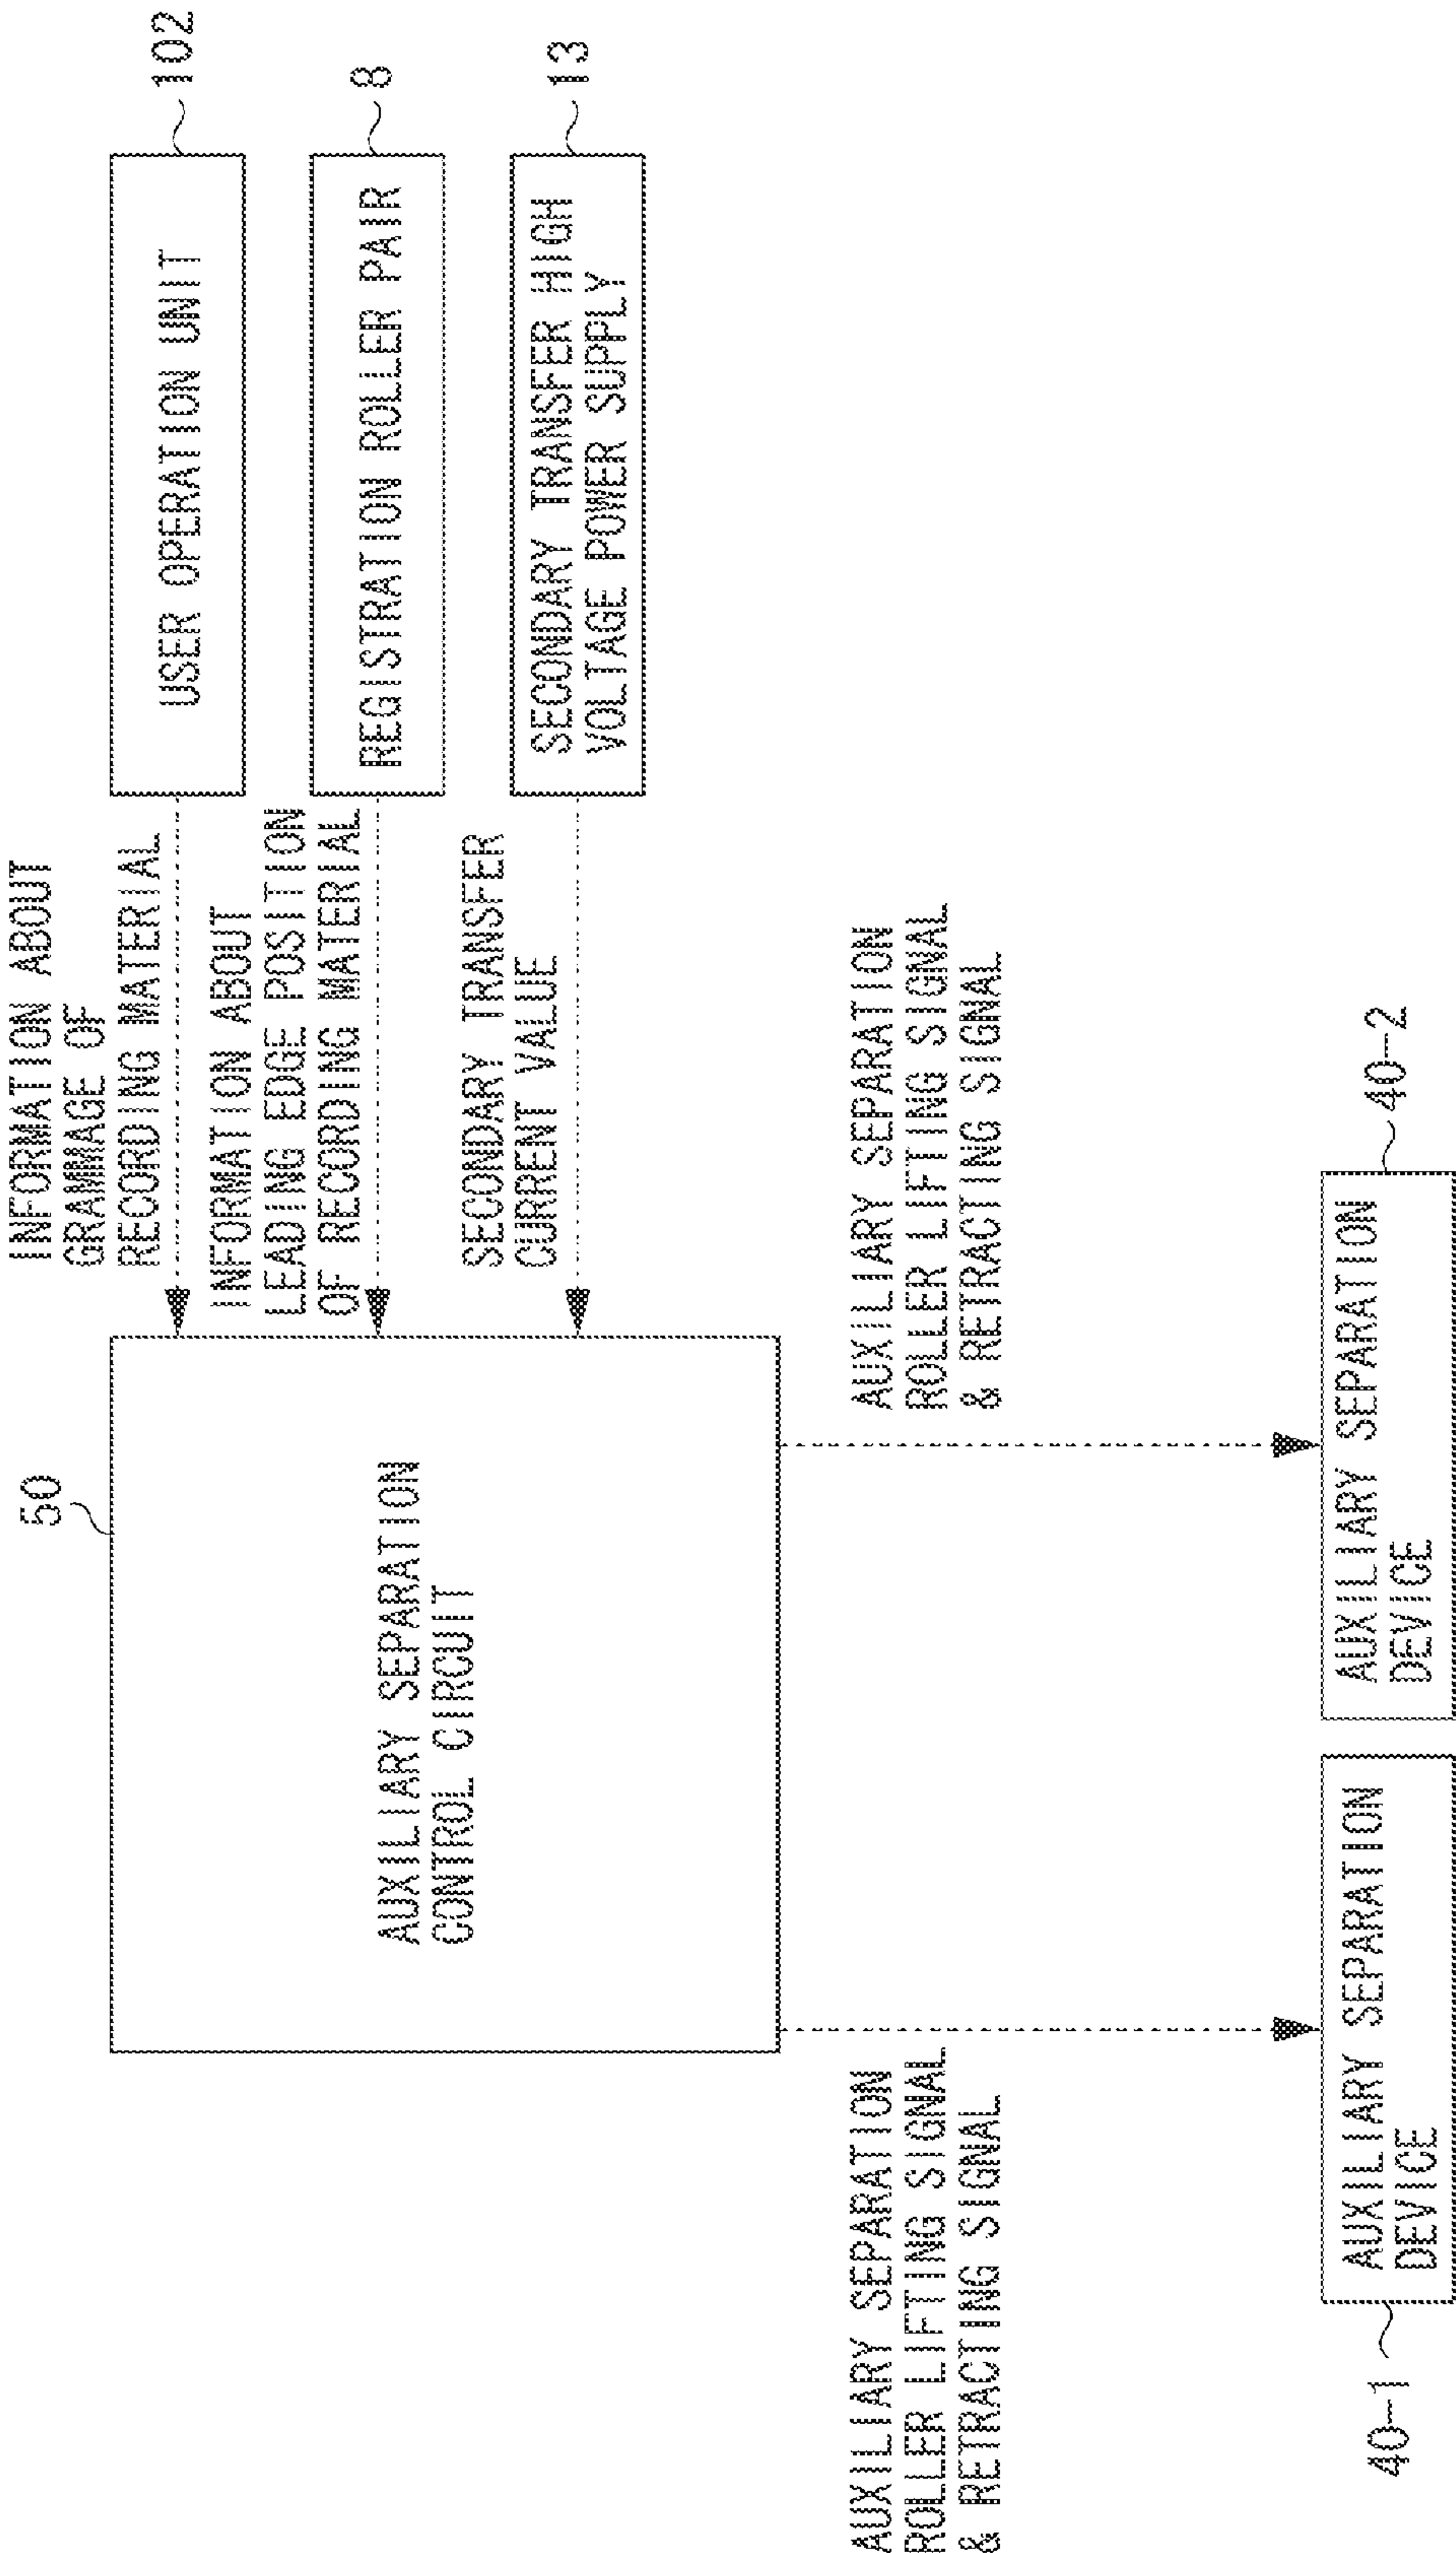 50
AUXILIARY SEPARATION
CONTROL CIRCUIT
INFORMATION ABOUT
GRAMMAGE OF
RECORDING MATERIAL
USER OPERATION UNIT
102
INFORMATION ABOUT
LEADING EDGE POSITION
OF RECORDING MATERIAL
REGISTRATION ROLLER PAIR
8
SECONDARY TRANSFER
CURRENT VALUE
SECONDARY TRANSFER HIGH
VOLTAGE POWER SUPPLY
13
AUXILIARY SEPARATION
ROLLER LIFTING SIGNAL
& RETRACTING SIGNAL
AUXILIARY SEPARATION
ROLLER LIFTING SIGNAL
& RETRACTING SIGNAL
40-1
AUXILIARY SEPARATION
DEVICE
AUXILIARY SEPARATION
DEVICE
40-2